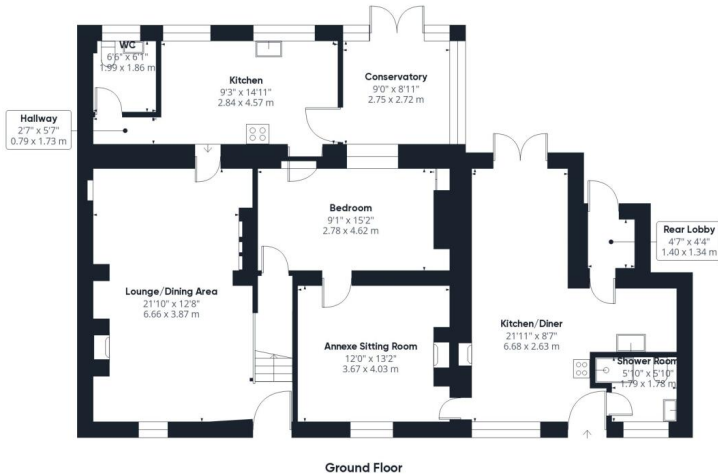 WC
6'6" x 6'1"
1.99 x 1.86 m
Kitchen
9'3" x 14'11"
2.84 x 4.57 m
Conservatory
9'0" x 8'11"
2.75 x 2.72 m
Hallway
2'7" x 5'7"
0.79 x 1.73 m
Bedroom
9'1" x 15'2"
2.78 x 4.62 m
Rear Lobby
4'7" x 4'4"
1.40 x 1.34 m
Lounge/Dining Area
21'10" x 12'8"
6.66 x 3.87 m
Annexe Sitting Room
12'0" x 13'2"
3.67 x 4.03 m
Kitchen/Diner
21'11" x 8'7"
6.68 x 2.63 m
Shower Room
5'10" x 5'10"
1.79 x 1.78 m
Ground Floor